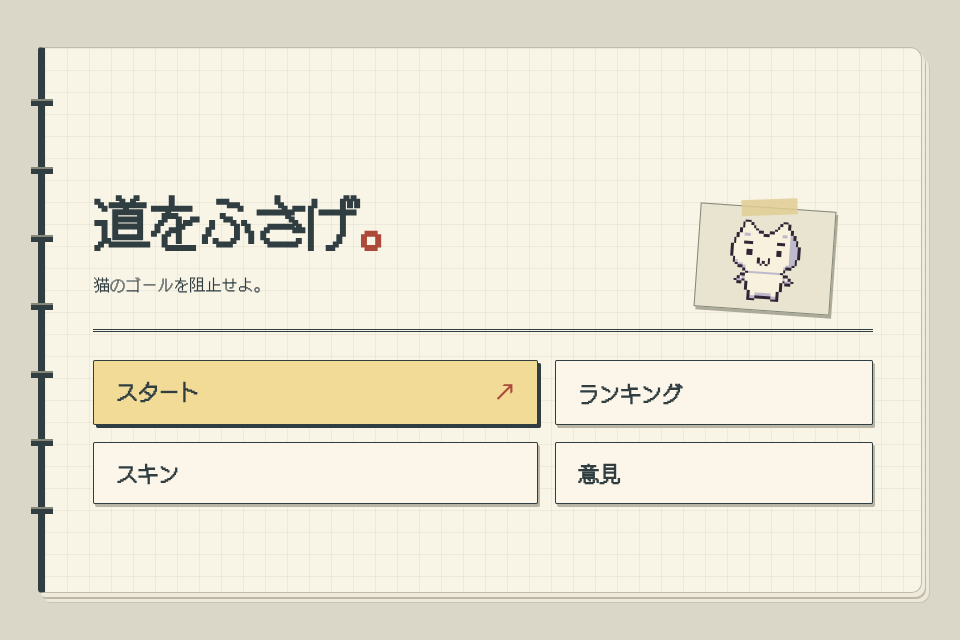 道をふさげ。
猫のゴールを阻止せよ。
スタート ↗
ランキング
スキン
意見